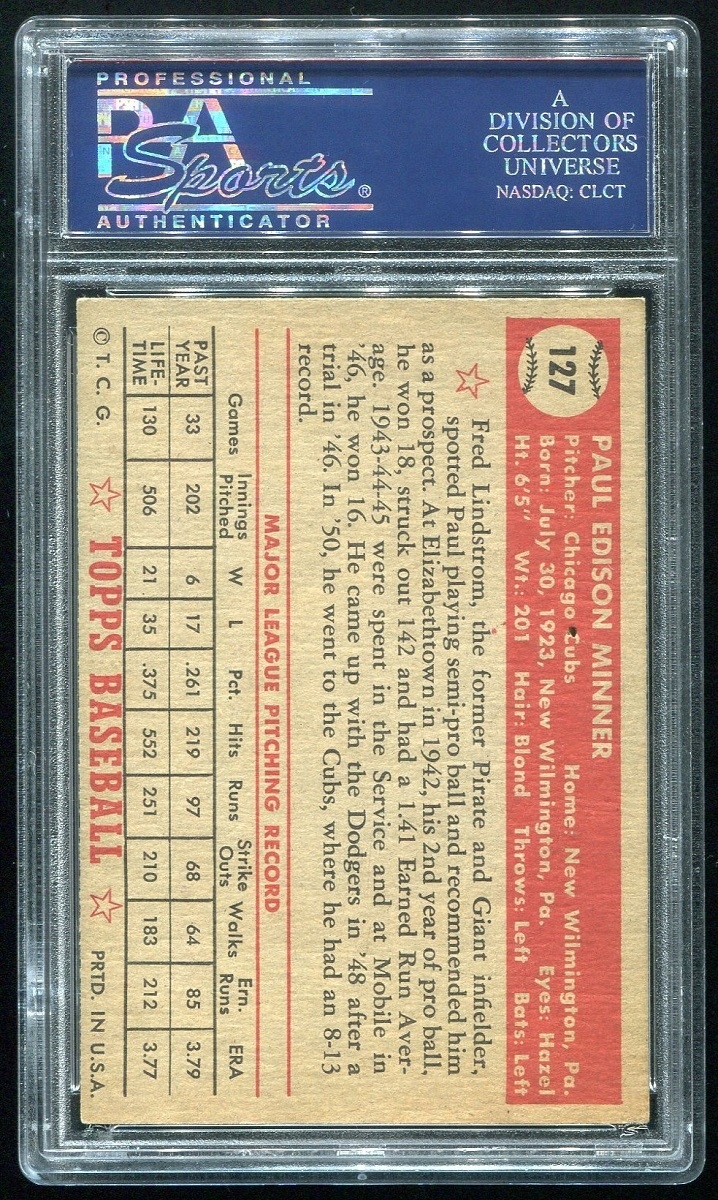 PROFESSIONAL
PSA
Sports®
AUTHENTICATOR
A
DIVISION OF
COLLECTORS
UNIVERSE
NASDAQ: CLCT
127
PAUL EDISON MINNER
Pitcher: Chicago Cubs Home: New Wilmington, Pa.
Born: July 30, 1923, New Wilmington, Pa. Eyes: Hazel
Ht. 6'5" Wt.: 201 Hair: Blond Throws: Left Bats: Left
Fred Lindstrom, the former Pirate and Giant infielder,
spotted Paul playing semi-pro ball and recommended him
as a prospect. At Elizabethtown in 1942, his 2nd year of pro ball,
he won 18, struck out 142 and had a 1.41 Earned Run Aver-
age. 1943-44-45 were spent in the Service and at Mobile in
'46, he won 16. He came up with the Dodgers in '48 after a
trial in '46. In '50, he went to the Cubs, where he had an 8-13
record.
MAJOR LEAGUE PITCHING RECORD
Games Innings Pitched W L Pct. Hits Runs Strike Outs Walks Ern. Runs ERA
PAST YEAR 33 202 6 17 .261 219 97 68 64 85 3.79
LIFE-TIME 130 506 21 35 .375 552 251 210 183 212 3.77
© T. C. G. TOPPS BASEBALL PRTD. IN U.S.A.